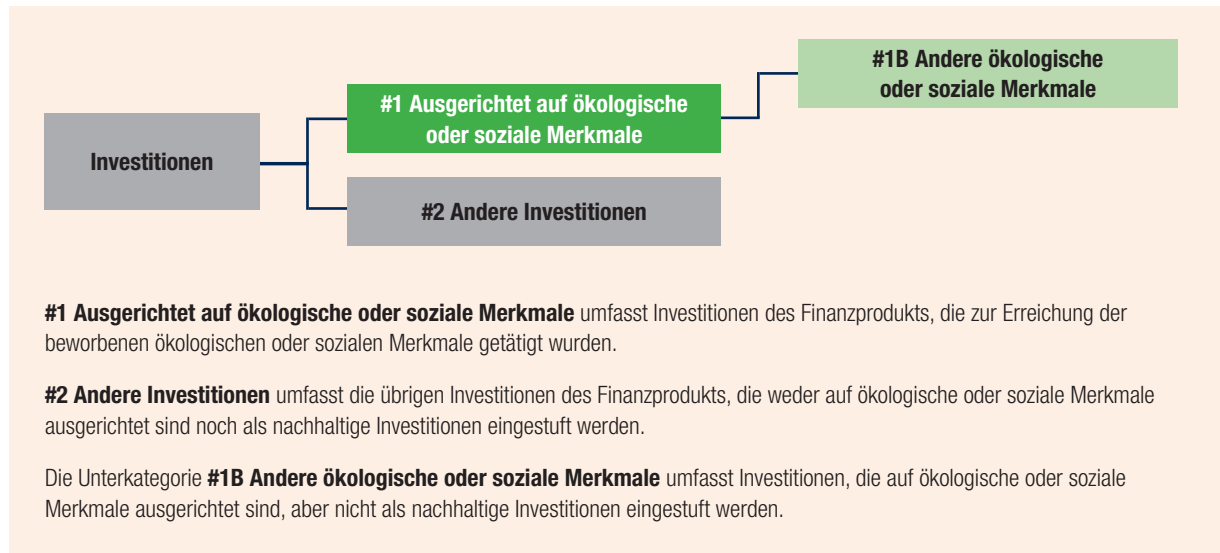 #1B Andere ökologische
oder soziale Merkmale
#1 Ausgerichtet auf ökologische
oder soziale Merkmale
Investitionen
#2 Andere Investitionen
#1 Ausgerichtet auf ökologische oder soziale Merkmale umfasst Investitionen des Finanzprodukts, die zur Erreichung der
beworbenen ökologischen oder sozialen Merkmale getätigt wurden.
#2 Andere Investitionen umfasst die übrigen Investitionen des Finanzprodukts, die weder auf ökologische oder soziale Merkmale
ausgerichtet sind noch als nachhaltige Investitionen eingestuft werden.
Die Unterkategorie #1B Andere ökologische oder soziale Merkmale umfasst Investitionen, die auf ökologische oder soziale
Merkmale ausgerichtet sind, aber nicht als nachhaltige Investitionen eingestuft werden.